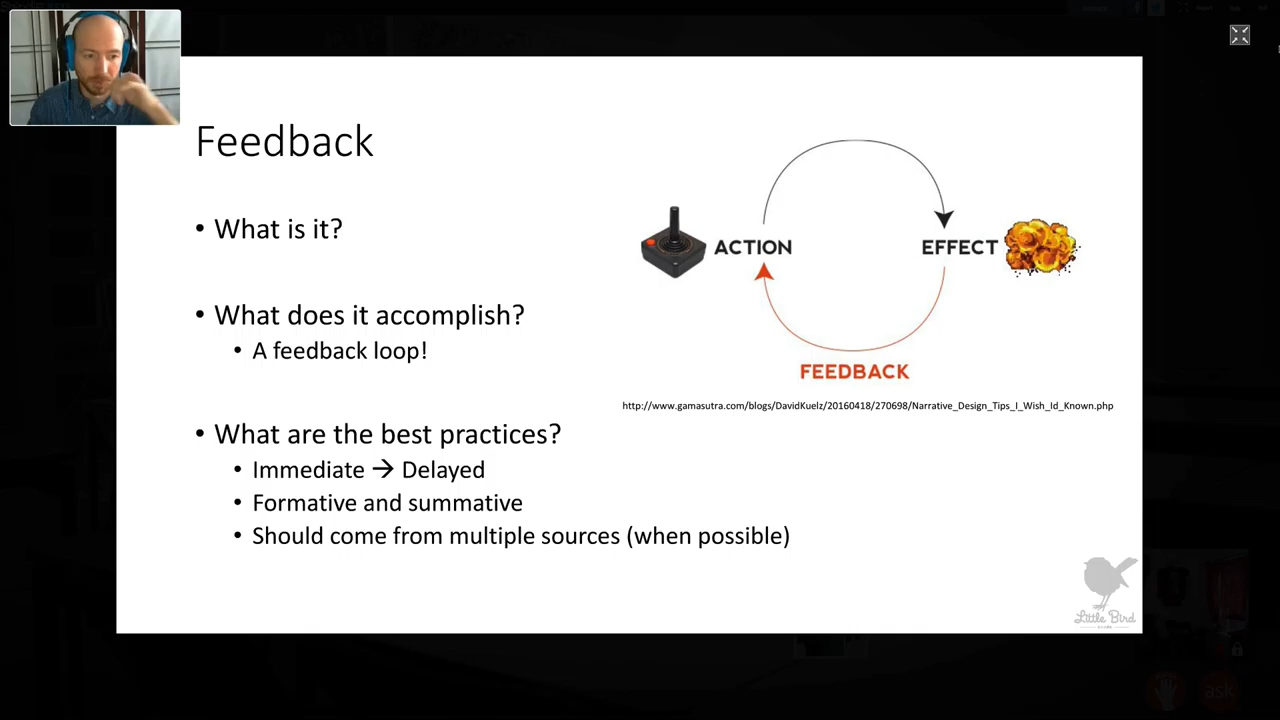 Feedback
• What is it?
• What does it accomplish?
• A feedback loop!
• What are the best practices?
• Immediate → Delayed
• Formative and summative
• Should come from multiple sources (when possible)
ACTION
EFFECT
FEEDBACK
http://www.gamasutra.com/blogs/DavidKuelz/20160418/270698/Narrative_Design_Tips_I_Wish_Id_Known.php
Little Bird
ask